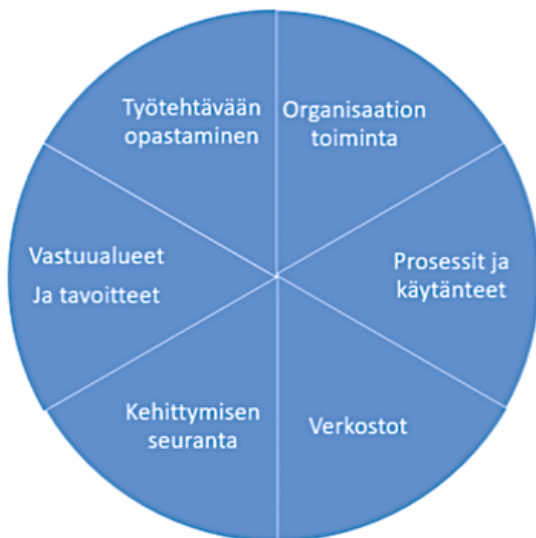 Työtehtävään
opastaminen
Organisaation
toiminta
Prosessit ja
käytänteet
Verkostot
Kehittymisen
seuranta
Vastuualueet
Ja tavoitteet